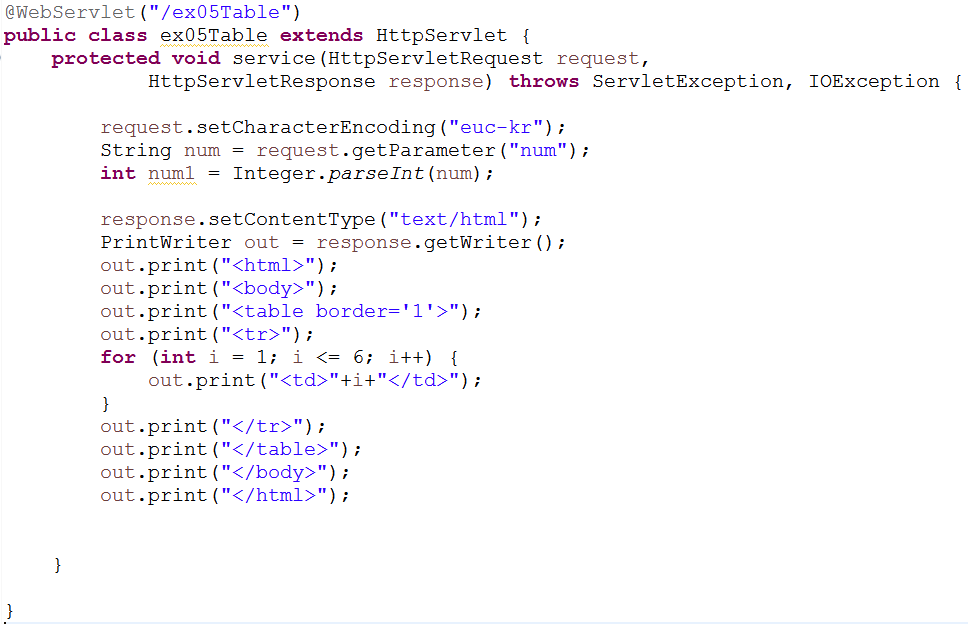 @WebServlet("/ex05Table")
public class ex05Table extends HttpServlet {
    protected void service(HttpServletRequest request,
            HttpServletResponse response) throws ServletException, IOException {

        request.setCharacterEncoding("euc-kr");
        String num = request.getParameter("num");
        int num1 = Integer.parseInt(num);

        response.setContentType("text/html");
        PrintWriter out = response.getWriter();
        out.print("<html>");
        out.print("<body>");
        out.print("<table border='1'>");
        out.print("<tr>");
        for (int i = 1; i <= 6; i++) {
            out.print("<td>"+i+"</td>");
        }
        out.print("</tr>");
        out.print("</table>");
        out.print("</body>");
        out.print("</html>");


    }

}